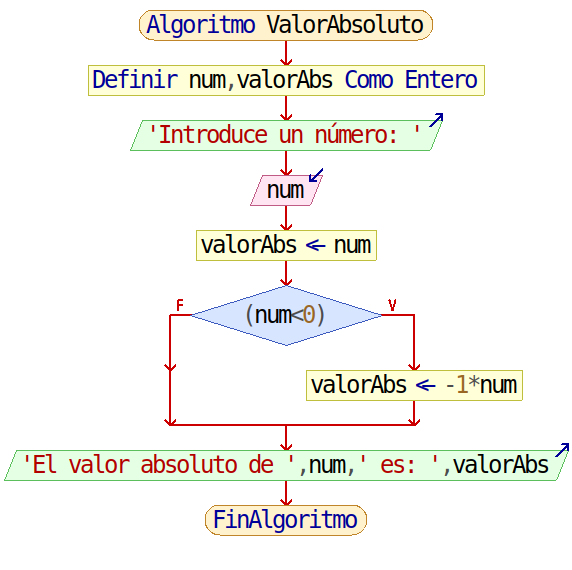 Algoritmo ValorAbsoluto
Definir num,valorAbs Como Entero
'Introduce un número: '
num
valorAbs <- num
F
(num<0)
V
valorAbs <- -1*num
'El valor absoluto de ',num,' es: ',valorAbs
FinAlgoritmo